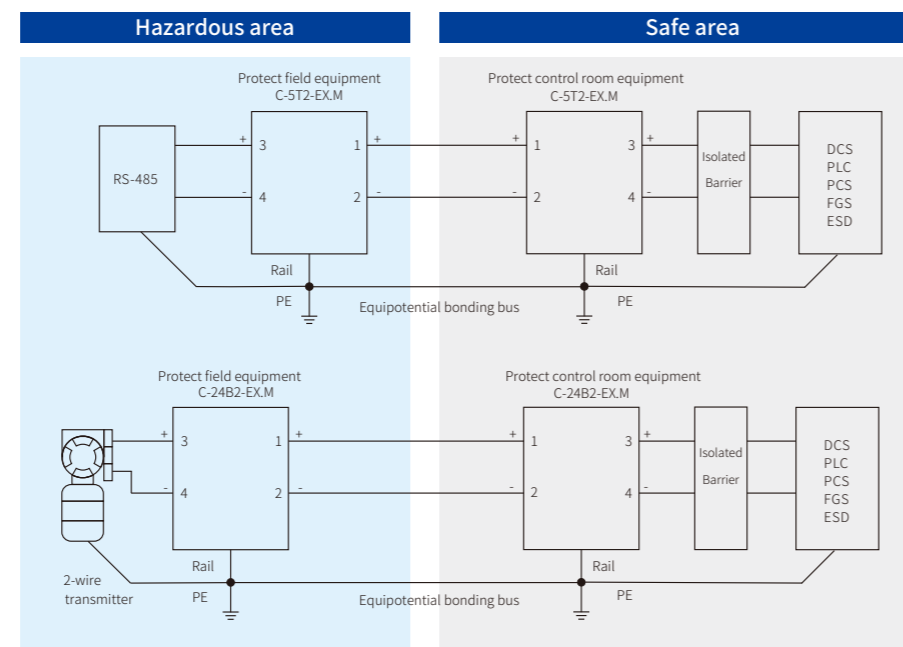 Hazardous area
Safe area
Protect field equipment
C-5T2-EX.M
Protect control room equipment
C-5T2-EX.M
RS-485
+ 3 1 +
- 4 2 -
+ 1 3 +
- 2 4 -
Isolated
Barrier
DCS
PLC
PCS
FGS
ESD
Rail
PE
Equipotential bonding bus
Rail
PE
Protect field equipment
C-24B2-EX.M
Protect control room equipment
C-24B2-EX.M
+ 3 1 +
- 4 2 -
+ 1 3 +
- 2 4 -
Isolated
Barrier
DCS
PLC
PCS
FGS
ESD
2-wire
transmitter
Rail
PE
Equipotential bonding bus
Rail
PE